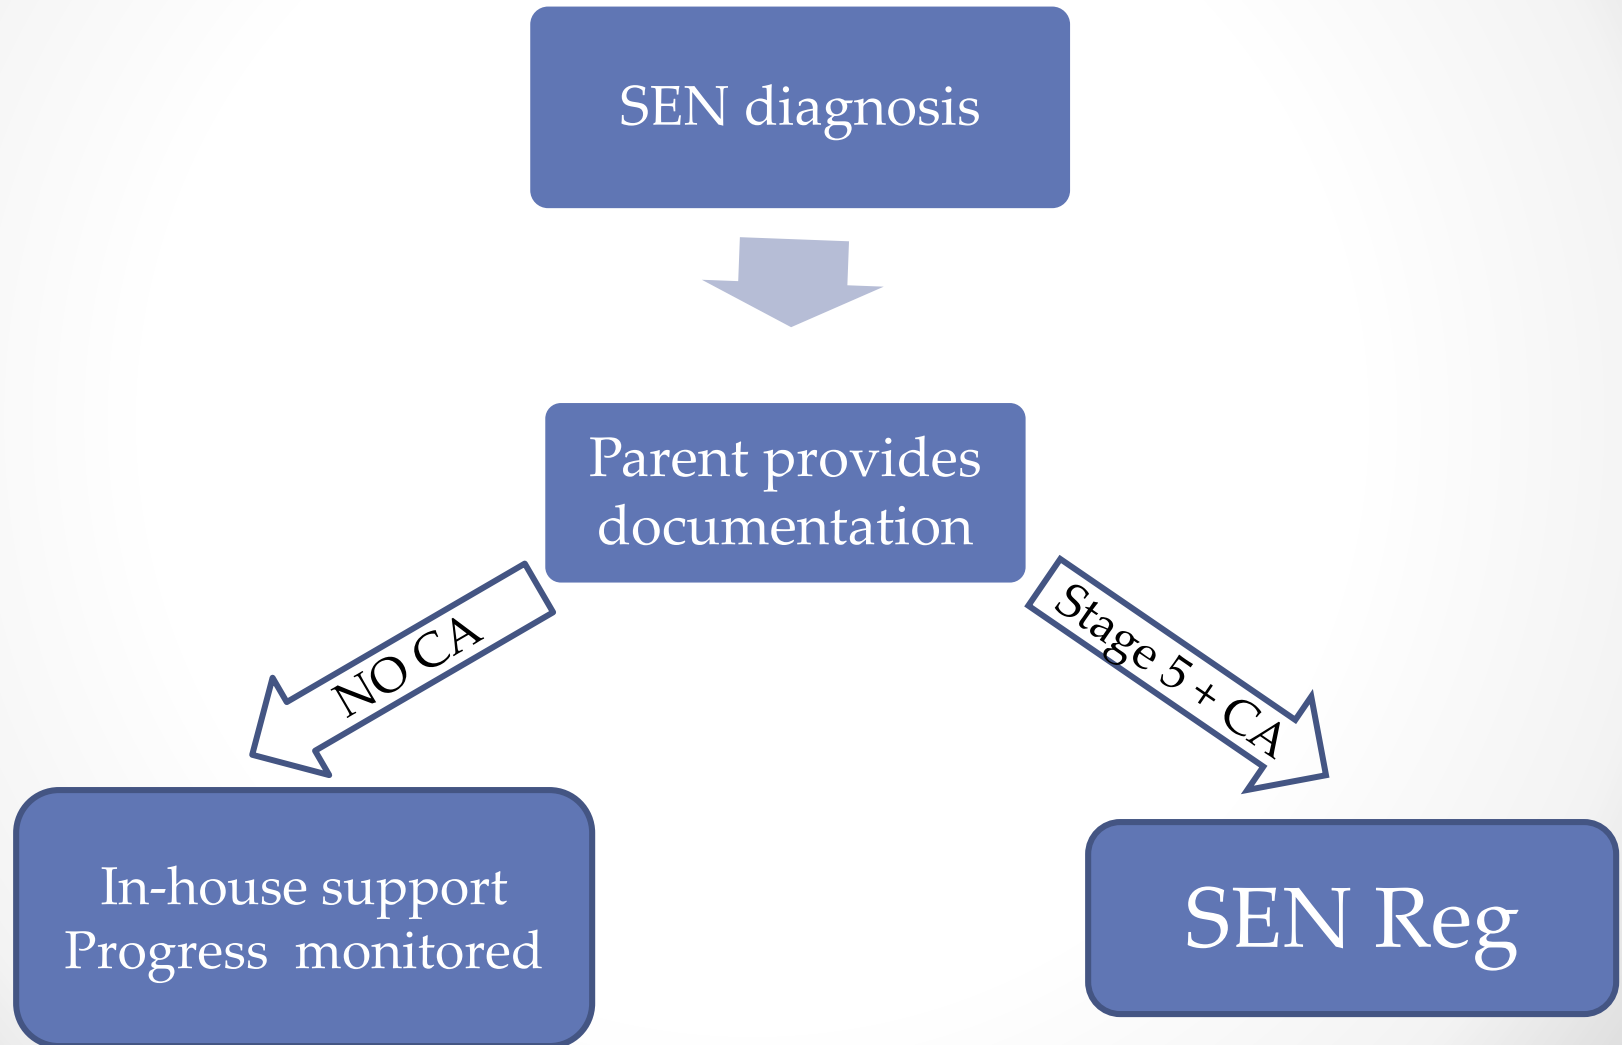 SEN diagnosis
Parent provides
documentation
NO CA
Stage 5 + CA
In-house support
Progress  monitored
SEN Reg